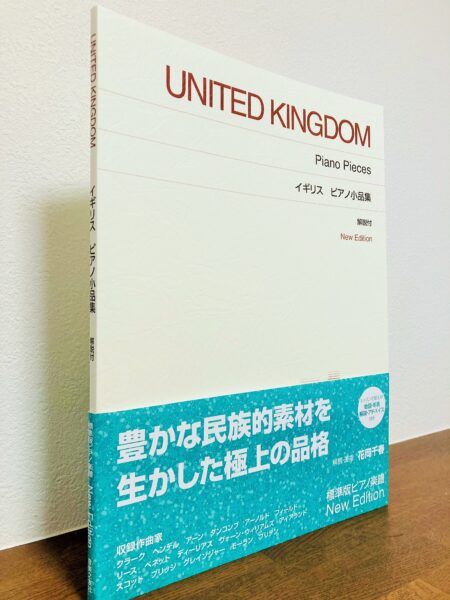 UNITED KINGDOM
Piano Pieces
イギリス ピアノ小品集
解説付
New Edition
UNITED KINGDOM イギリス ピアノ小品集 解説付
豊かな民族的素材を
生かした極上の品格
解説・運指 花岡千春
標準版ピアノ楽譜
New Edition
収録作曲家
クラーク ヘンデル アーン ダンコンブ アーノルド フィールド
リース ベネット ディーリアス ヴォーン・ウィリアムズ アイアランド
スコット ブリッジ グレインジャー モーラン ブリテン